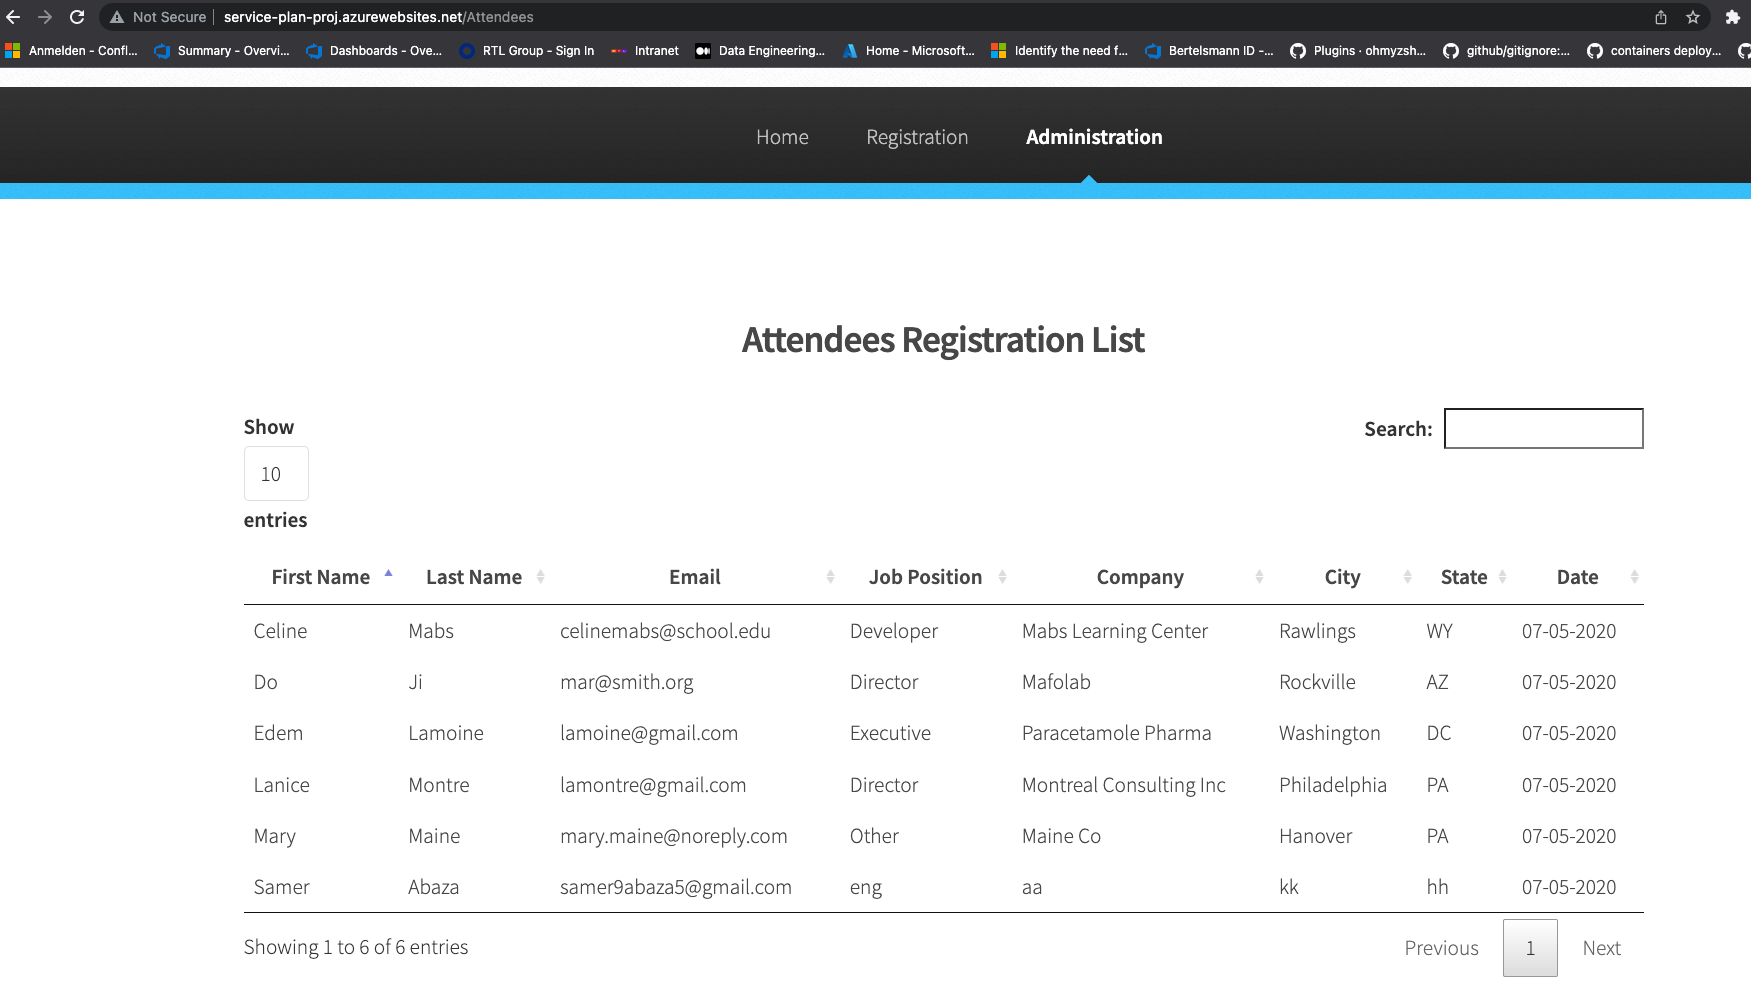 Not Secure service-plan-proj.azurewebsites.net/Attendees
Anmelden - Confl... Summary - Overvi... Dashboards - Ove... RTL Group - Sign In Intranet Data Engineering... Home - Microsoft... Identify the need f... Bertelsmann ID -... Plugins · ohmyzsh... github/gitignore:... containers deploy...
Home Registration Administration
Attendees Registration List
Show
Search:
10
entries
First Name Last Name Email Job Position Company City State Date
Celine Mabs celinemabs@school.edu Developer Mabs Learning Center Rawlings WY 07-05-2020
Do Ji mar@smith.org Director Mafolab Rockville AZ 07-05-2020
Edem Lamoine lamoine@gmail.com Executive Paracetamole Pharma Washington DC 07-05-2020
Lanice Montre lamontre@gmail.com Director Montreal Consulting Inc Philadelphia PA 07-05-2020
Mary Maine mary.maine@noreply.com Other Maine Co Hanover PA 07-05-2020
Samer Abaza samer9abaza5@gmail.com eng aa kk hh 07-05-2020
Showing 1 to 6 of 6 entries
Previous 1 Next